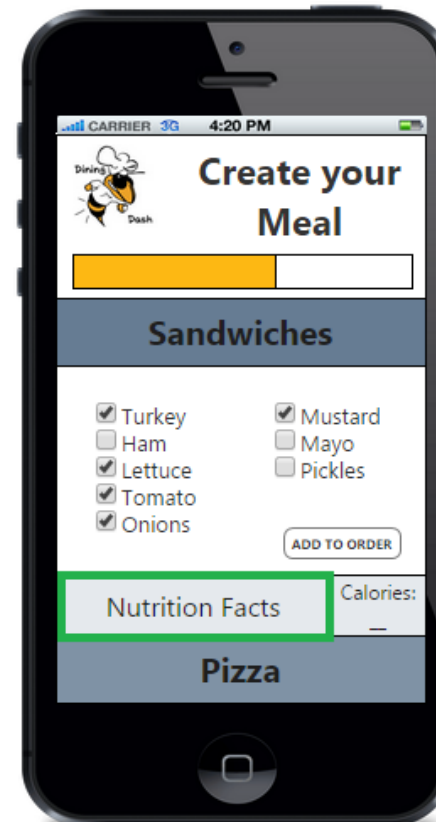 CARRIER 3G 4:20 PM
Dining
Dash
Create your
Meal
Sandwiches
Turkey
Ham
Lettuce
Tomato
Onions
Mustard
Mayo
Pickles
ADD TO ORDER
Nutrition Facts
Calories:
__
Pizza